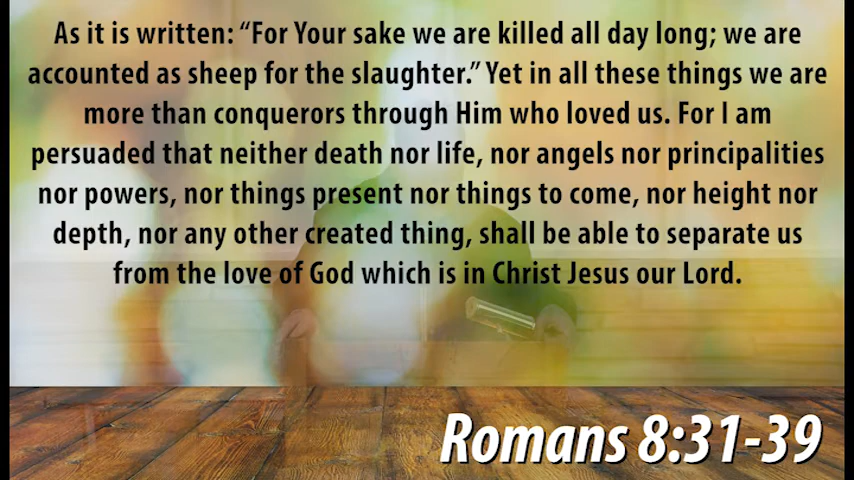 As it is written: “For Your sake we are killed all day long; we are
accounted as sheep for the slaughter.” Yet in all these things we are
more than conquerors through Him who loved us. For I am
persuaded that neither death nor life, nor angels nor principalities
nor powers, nor things present nor things to come, nor height nor
depth, nor any other created thing, shall be able to separate us
from the love of God which is in Christ Jesus our Lord.
Romans 8:31-39